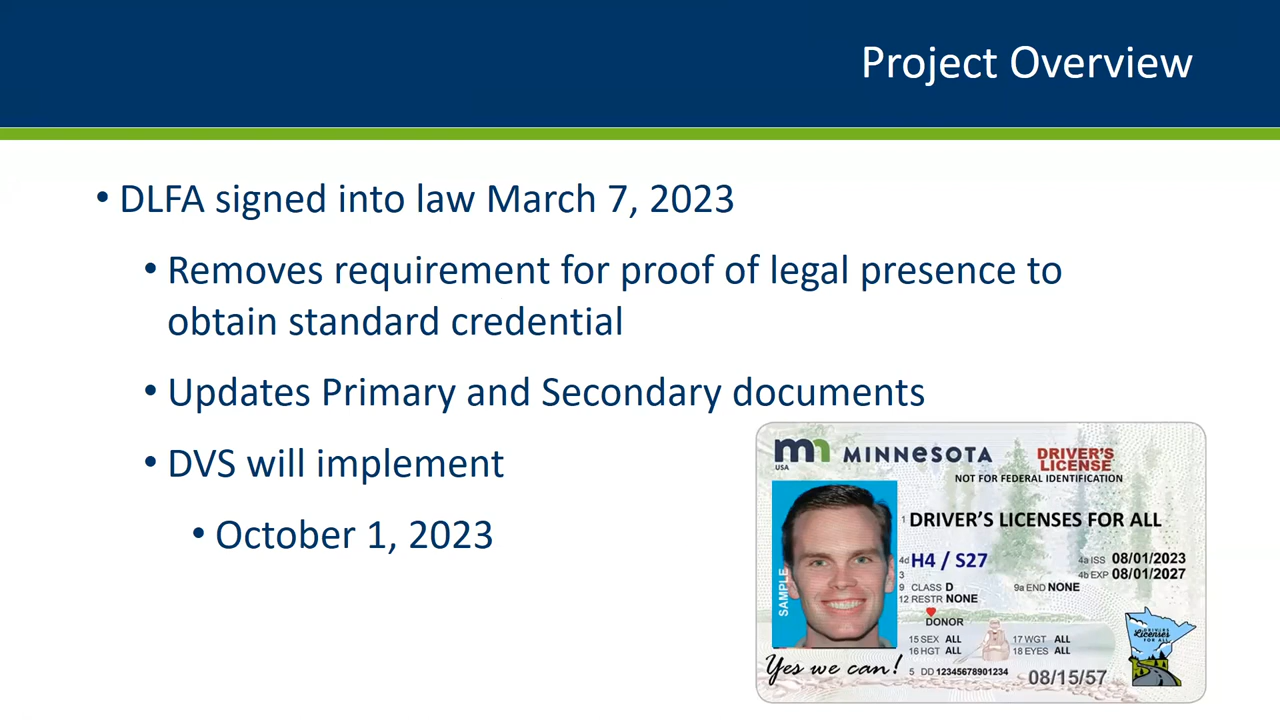 Project Overview
• DLFA signed into law March 7, 2023
• Removes requirement for proof of legal presence to
obtain standard credential
• Updates Primary and Secondary documents
• DVS will implement
• October 1, 2023
mn MINNESOTA
USA
DRIVER'S
LICENSE
NOT FOR FEDERAL IDENTIFICATION
1 DRIVER'S LICENSES FOR ALL
4d H4 / S27
4a ISS 08/01/2023
3
4b EXP 08/01/2027
9 CLASS D
9a END NONE
12 RESTR NONE
DONOR
15 SEX ALL
17 WGT ALL
16 HGT ALL
18 EYES ALL
5 DD 12345678901234
08/15/57
SAMPLE
Yes we can!
DRIVERS
Licenses
FOR ALL